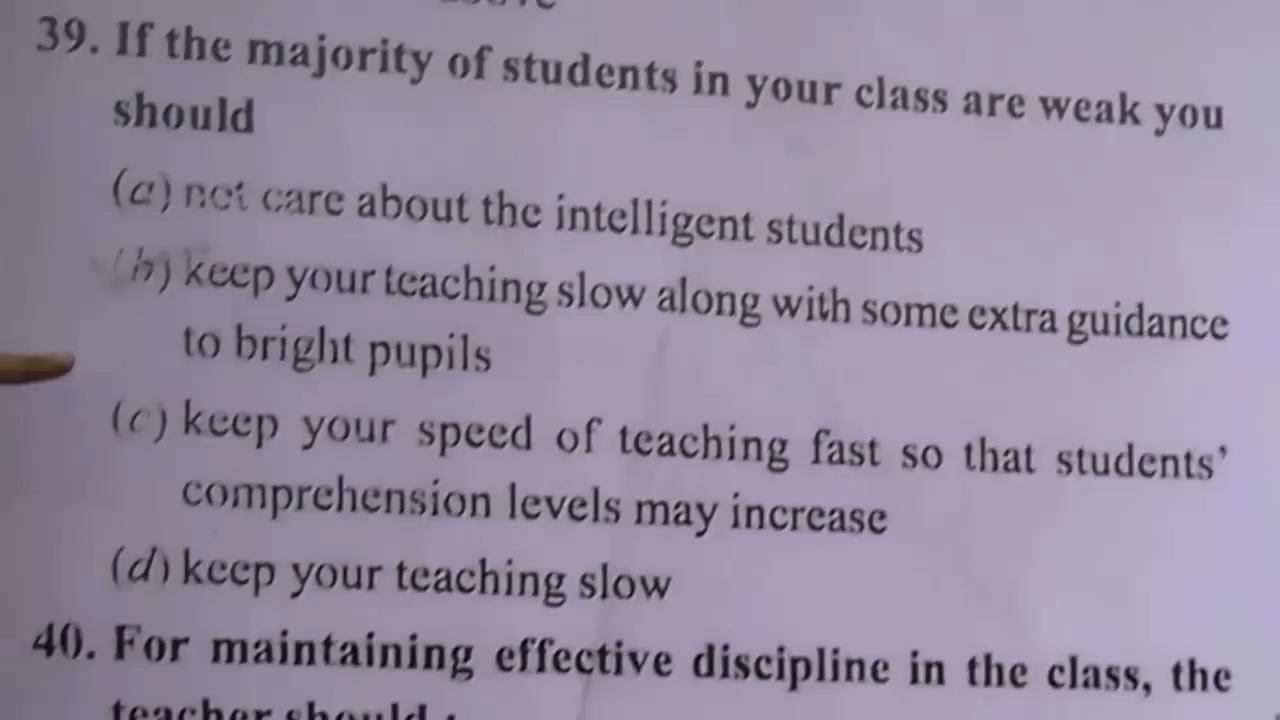 39. If the majority of students in your class are weak you
should
(a) not care about the intelligent students
(b) keep your teaching slow along with some extra guidance
to bright pupils
(c) keep your speed of teaching fast so that students'
comprehension levels may increase
(d) keep your teaching slow
40. For maintaining effective discipline in the class, the
teacher should :